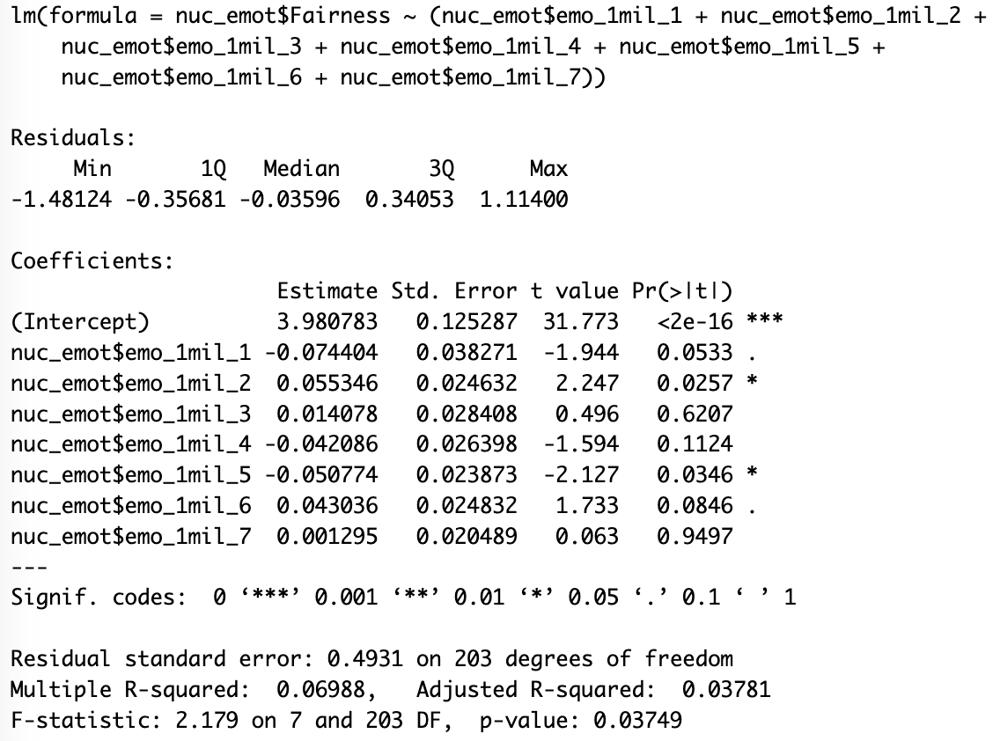 lm(formula = nuc_emot$Fairness ~ (nuc_emot$emo_1mil_1 + nuc_emot$emo_1mil_2 +
    nuc_emot$emo_1mil_3 + nuc_emot$emo_1mil_4 + nuc_emot$emo_1mil_5 +
    nuc_emot$emo_1mil_6 + nuc_emot$emo_1mil_7))

Residuals:
     Min       1Q   Median       3Q      Max
-1.48124 -0.35681 -0.03596  0.34053  1.11400

Coefficients:
                     Estimate Std. Error t value Pr(>|t|)
(Intercept)          3.980783   0.125287  31.773   <2e-16 ***
nuc_emot$emo_1mil_1 -0.074404   0.038271  -1.944   0.0533 .
nuc_emot$emo_1mil_2  0.055346   0.024632   2.247   0.0257 *
nuc_emot$emo_1mil_3  0.014078   0.028408   0.496   0.6207
nuc_emot$emo_1mil_4 -0.042086   0.026398  -1.594   0.1124
nuc_emot$emo_1mil_5 -0.050774   0.023873  -2.127   0.0346 *
nuc_emot$emo_1mil_6  0.043036   0.024832   1.733   0.0846 .
nuc_emot$emo_1mil_7  0.001295   0.020489   0.063   0.9497
---
Signif. codes:  0 ‘***’ 0.001 ‘**’ 0.01 ‘*’ 0.05 ‘.’ 0.1 ‘ ’ 1

Residual standard error: 0.4931 on 203 degrees of freedom
Multiple R-squared:  0.06988,   Adjusted R-squared:  0.03781
F-statistic: 2.179 on 7 and 203 DF,  p-value: 0.03749